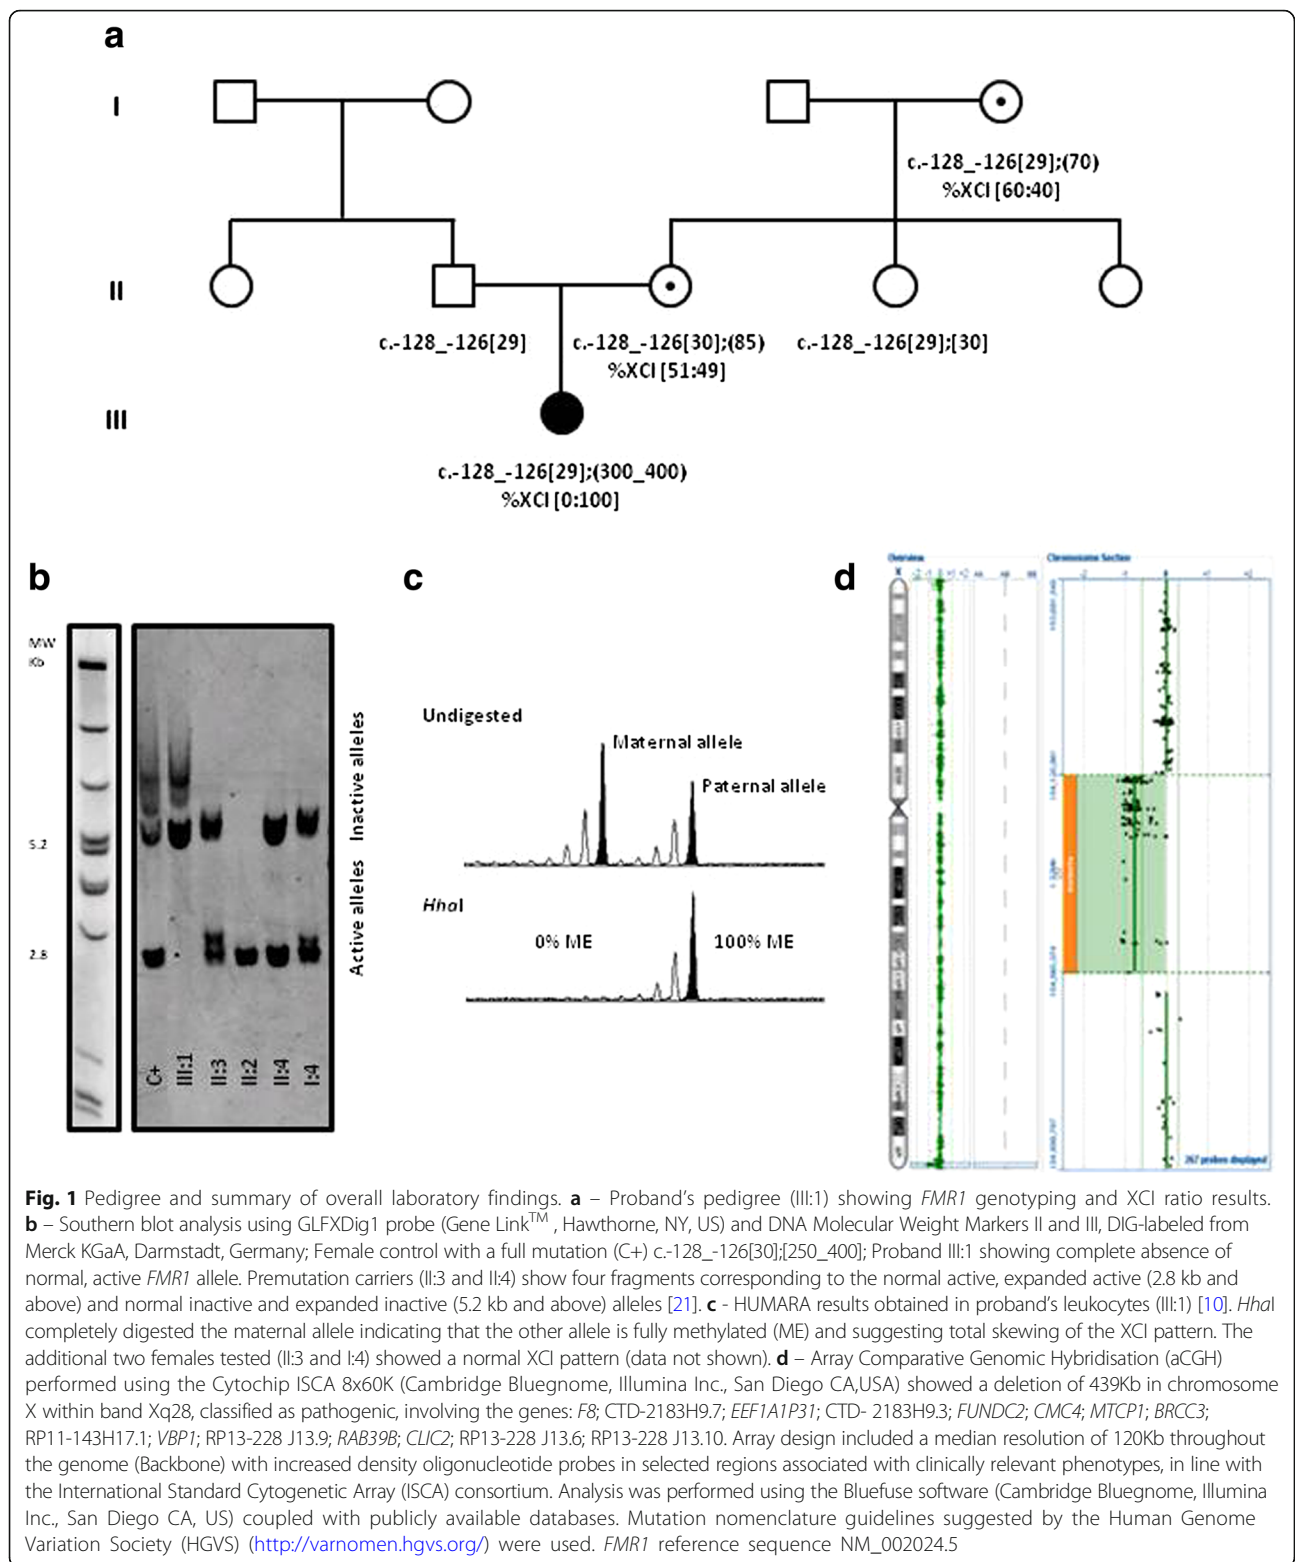 a
I
c.-128_-126[29];(70)
%XCI [60:40]
II
c.-128_-126[29]
c.-128_-126[30];(85)
%XCI [51:49]
c.-128_-126[29];[30]
III
c.-128_-126[29];(300_400)
%XCI [0:100]
b
MW
Kb
5.2
2.8
C+
III:1
II:3
II:2
II:4
I:4
Active alleles Inactive alleles
c
Undigested
Maternal allele
Paternal allele
HhaI
0% ME
100% ME
d
Overview
X
Chromosome Section
267 probes displayed
Fig. 1 Pedigree and summary of overall laboratory findings. a – Proband's pedigree (III:1) showing FMR1 genotyping and XCI ratio results.
b – Southern blot analysis using GLFXDig1 probe (Gene Link™ , Hawthorne, NY, US) and DNA Molecular Weight Markers II and III, DIG-labeled from
Merck KGaA, Darmstadt, Germany; Female control with a full mutation (C+) c.-128_-126[30];[250_400]; Proband III:1 showing complete absence of
normal, active FMR1 allele. Premutation carriers (II:3 and II:4) show four fragments corresponding to the normal active, expanded active (2.8 kb and
above) and normal inactive and expanded inactive (5.2 kb and above) alleles [21]. c - HUMARA results obtained in proband's leukocytes (III:1) [10]. HhaI
completely digested the maternal allele indicating that the other allele is fully methylated (ME) and suggesting total skewing of the XCI pattern. The
additional two females tested (II:3 and I:4) showed a normal XCI pattern (data not shown). d – Array Comparative Genomic Hybridisation (aCGH)
performed using the Cytochip ISCA 8x60K (Cambridge Bluegnome, Illumina Inc., San Diego CA,USA) showed a deletion of 439Kb in chromosome
X within band Xq28, classified as pathogenic, involving the genes: F8; CTD-2183H9.7; EEF1A1P31; CTD- 2183H9.3; FUNDC2; CMC4; MTCP1; BRCC3;
RP11-143H17.1; VBP1; RP13-228 J13.9; RAB39B; CLIC2; RP13-228 J13.6; RP13-228 J13.10. Array design included a median resolution of 120Kb throughout
the genome (Backbone) with increased density oligonucleotide probes in selected regions associated with clinically relevant phenotypes, in line with
the International Standard Cytogenetic Array (ISCA) consortium. Analysis was performed using the Bluefuse software (Cambridge Bluegnome, Illumina
Inc., San Diego CA, US) coupled with publicly available databases. Mutation nomenclature guidelines suggested by the Human Genome
Variation Society (HGVS) (http://varnomen.hgvs.org/) were used. FMR1 reference sequence NM_002024.5